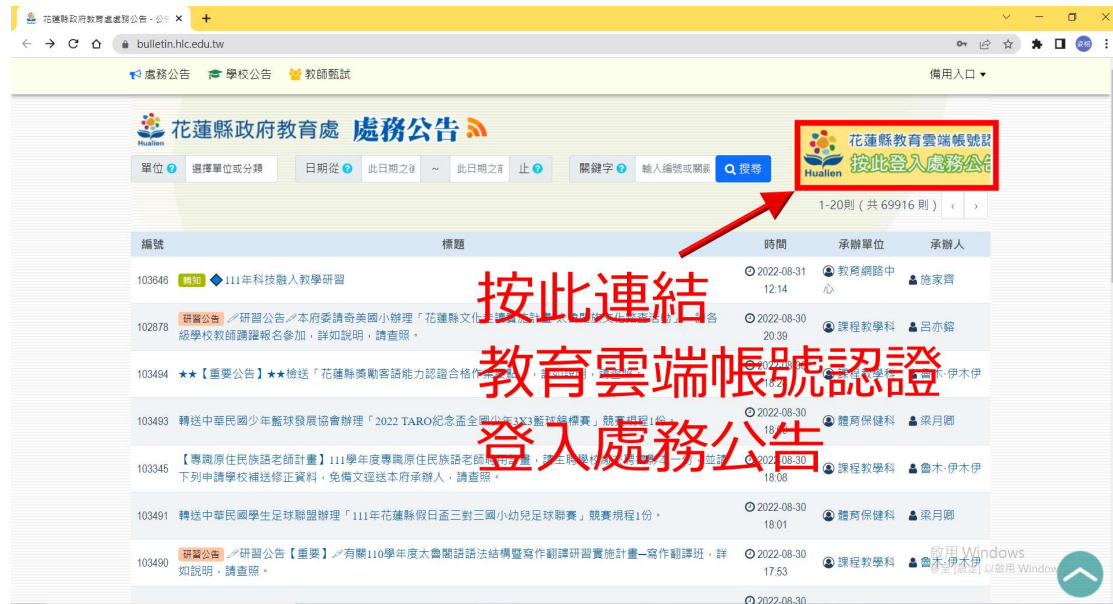 花蓮縣政府教育處處務公告 - 公告
bulletin.hlc.edu.tw
處務公告 學校公告 教師甄試 備用入口
花蓮縣政府教育處 處務公告
Hualien
花蓮縣教育雲端帳號認
按此登入處務公告
Hualien
單位 選擇單位或分類 日期從 此日期之後 ~ 此日期之前 止 關鍵字 輸入編號或關鍵 搜尋
1-20則 ( 共 69916 則 ) ‹ ›
編號 標題 時間 承辦單位 承辦人
103646 轉知 ◆111年科技融入教學研習 2022-08-31 12:14 教育網路中心 施家齊
按此連結
教育雲端帳號認證
登入處務公告
102878 研習公告 研習公告 本府委請奇美國小辦理「花蓮縣文化
級學校教師踴躍報名參加,詳如說明,請查照。
2022-08-30 20:39 課程教學科 呂亦鎔
103494 ★★【重要公告】★★檢送「花蓮縣獎勵客語能力認證合格
103493 轉送中華民國少年籃球發展協會辦理「2022 TARO紀念盃全國少年3X3籃球錦標賽」競賽規程1份。
2022-08-30 體育保健科 梁月卿
103345 【專職原住民族語老師計畫】111學年度專職原住民族語老師
下列申請學校補送修正資料,免備文逕送本府承辦人,請查照。
2022-08-30 18:08 課程教學科 魯木·伊木伊
103491 轉送中華民國學生足球聯盟辦理「111年花蓮縣假日盃三對三國小幼兒足球聯賽」競賽規程1份。
2022-08-30 18:01 體育保健科 梁月卿
103490 研習公告 研習公告【重要】有關110學年度太魯閣語語法結構暨寫作翻譯研習實施計畫─寫作翻譯班,詳
如說明,請查照。
2022-08-30 17:53 課程教學科 魯木·伊木伊
啟用 Windows
移至 [設定] 以啟用 Window
2022-08-30